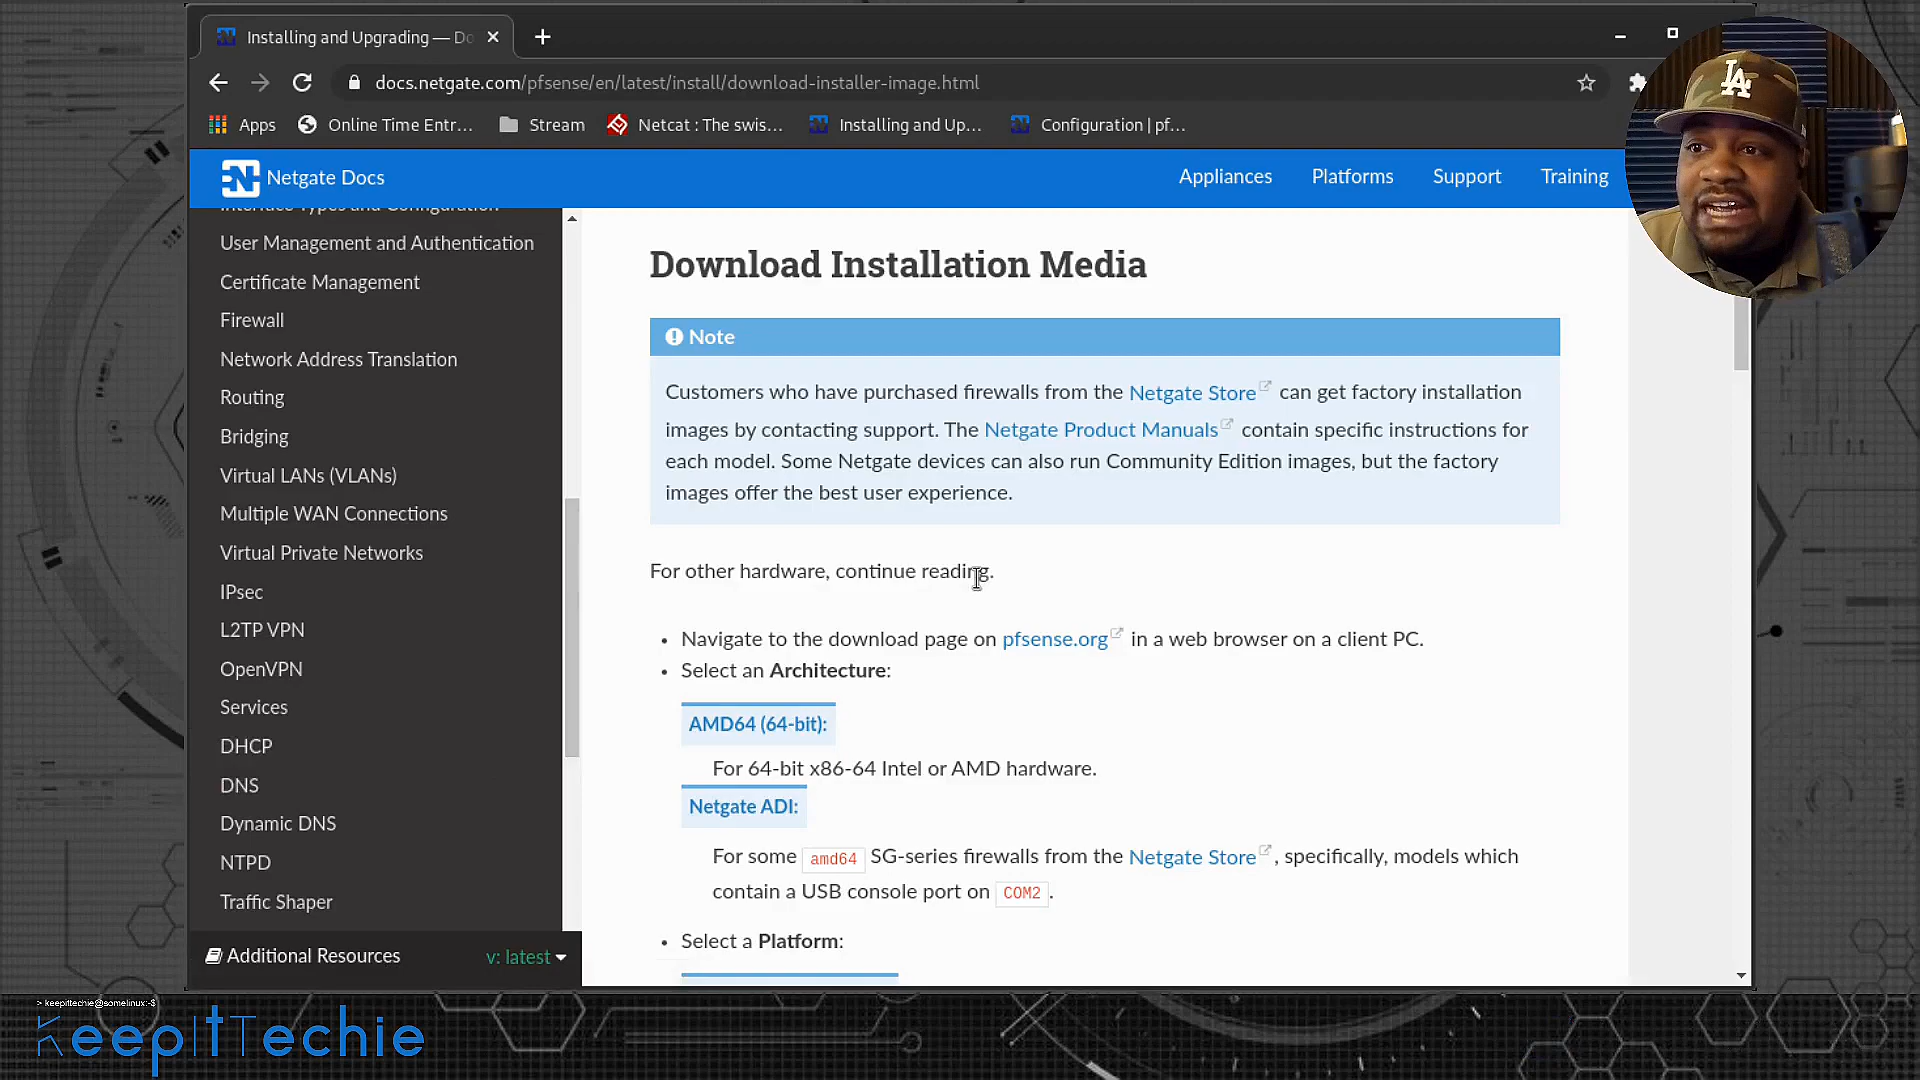 Installing and Upgrading — Do
docs.netgate.com/pfsense/en/latest/install/download-installer-image.html
Apps
Online Time Entr...
Stream
Netcat : The swis...
Installing and Up...
Configuration | pf...
Netgate Docs
Appliances
Platforms
Support
Training
Interface Types and Configuration
User Management and Authentication
Certificate Management
Firewall
Network Address Translation
Routing
Bridging
Virtual LANs (VLANs)
Multiple WAN Connections
Virtual Private Networks
IPsec
L2TP VPN
OpenVPN
Services
DHCP
DNS
Dynamic DNS
NTPD
Traffic Shaper
Additional Resources
v: latest
Download Installation Media
Note
Customers who have purchased firewalls from the Netgate Store can get factory installation
images by contacting support. The Netgate Product Manuals contain specific instructions for
each model. Some Netgate devices can also run Community Edition images, but the factory
images offer the best user experience.
For other hardware, continue reading.
• Navigate to the download page on pfsense.org in a web browser on a client PC.
• Select an Architecture:
AMD64 (64-bit):
For 64-bit x86-64 Intel or AMD hardware.
Netgate ADI:
For some amd64 SG-series firewalls from the Netgate Store, specifically, models which
contain a USB console port on COM2.
• Select a Platform:
LA
> keepittechie@somelinux:~$
KeepItTechie